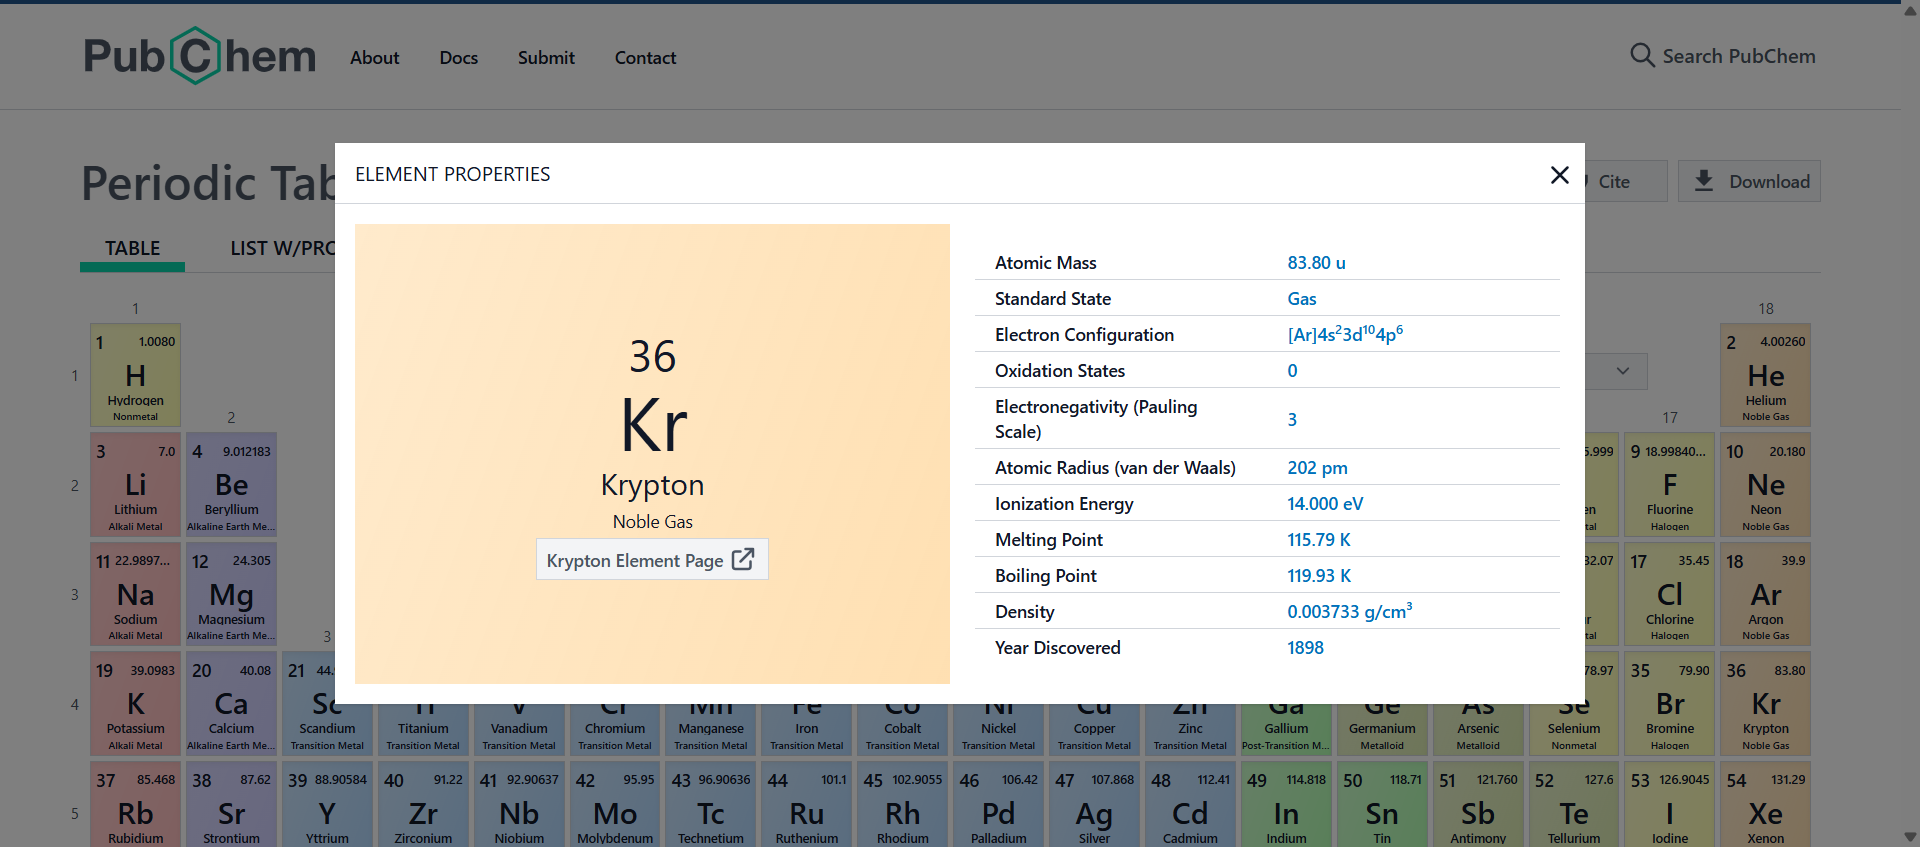 PubChem
About
Docs
Submit
Contact
Search PubChem
Periodic Tab
Cite
Download
TABLE
LIST W/PRO
ELEMENT PROPERTIES
36
Kr
Krypton
Noble Gas
Krypton Element Page
Atomic Mass 83.80 u
Standard State Gas
Electron Configuration [Ar]4s²3d¹⁰4p⁶
Oxidation States 0
Electronegativity (Pauling
Scale) 3
Atomic Radius (van der Waals) 202 pm
Ionization Energy 14.000 eV
Melting Point 115.79 K
Boiling Point 119.93 K
Density 0.003733 g/cm³
Year Discovered 1898
1
18
1 1.0080
H
Hydrogen
Nonmetal
2 4.00260
He
Helium
Noble Gas
1
2
17
3 7.0
Li
Lithium
Alkali Metal
4 9.012183
Be
Beryllium
Alkaline Earth Me...
5.999
en
tal
9 18.99840...
F
Fluorine
Halogen
10 20.180
Ne
Neon
Noble Gas
2
11 22.9897...
Na
Sodium
Alkali Metal
12 24.305
Mg
Magnesium
Alkaline Earth Me...
32.07
r
tal
17 35.45
Cl
Chlorine
Halogen
18 39.9
Ar
Argon
Noble Gas
3
3
4
19 39.0983
K
Potassium
Alkali Metal
20 40.08
Ca
Calcium
Alkaline Earth Me...
21 44.
Sc
Scandium
Transition Metal
Ti
Titanium
Transition Metal
V
Vanadium
Transition Metal
Cr
Chromium
Transition Metal
Mn
Manganese
Transition Metal
Fe
Iron
Transition Metal
Co
Cobalt
Transition Metal
Ni
Nickel
Transition Metal
Cu
Copper
Transition Metal
Zn
Zinc
Transition Metal
Ga
Gallium
Post-Transition M...
Ge
Germanium
Metalloid
As
Arsenic
Metalloid
78.97
Se
Selenium
Nonmetal
35 79.90
Br
Bromine
Halogen
36 83.80
Kr
Krypton
Noble Gas
5
37 85.468
Rb
Rubidium
38 87.62
Sr
Strontium
39 88.90584
Y
Yttrium
40 91.22
Zr
Zirconium
41 92.90637
Nb
Niobium
42 95.95
Mo
Molybdenum
43 96.90636
Tc
Technetium
44 101.1
Ru
Ruthenium
45 102.9055
Rh
Rhodium
46 106.42
Pd
Palladium
47 107.868
Ag
Silver
48 112.41
Cd
Cadmium
49 114.818
In
Indium
50 118.71
Sn
Tin
51 121.760
Sb
Antimony
52 127.6
Te
Tellurium
53 126.9045
I
Iodine
54 131.29
Xe
Xenon